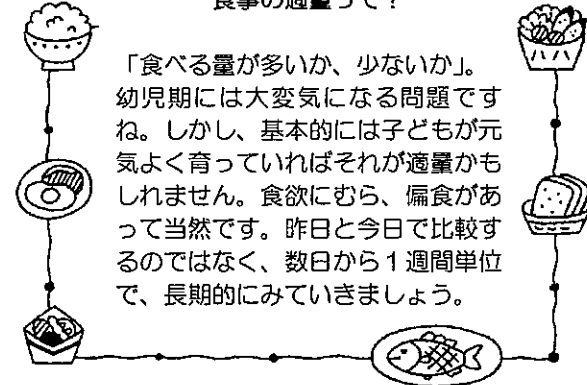 食事の適量って？
「食べる量が多いか、少ないか」。
幼児期には大変気になる問題です
ね。しかし、基本的には子どもが元
気よく育っていればそれが適量かも
しれません。食欲にむら、偏食があ
って当然です。昨日と今日で比較す
るのではなく、数日から1週間単位
で、長期的にみていきましょう。